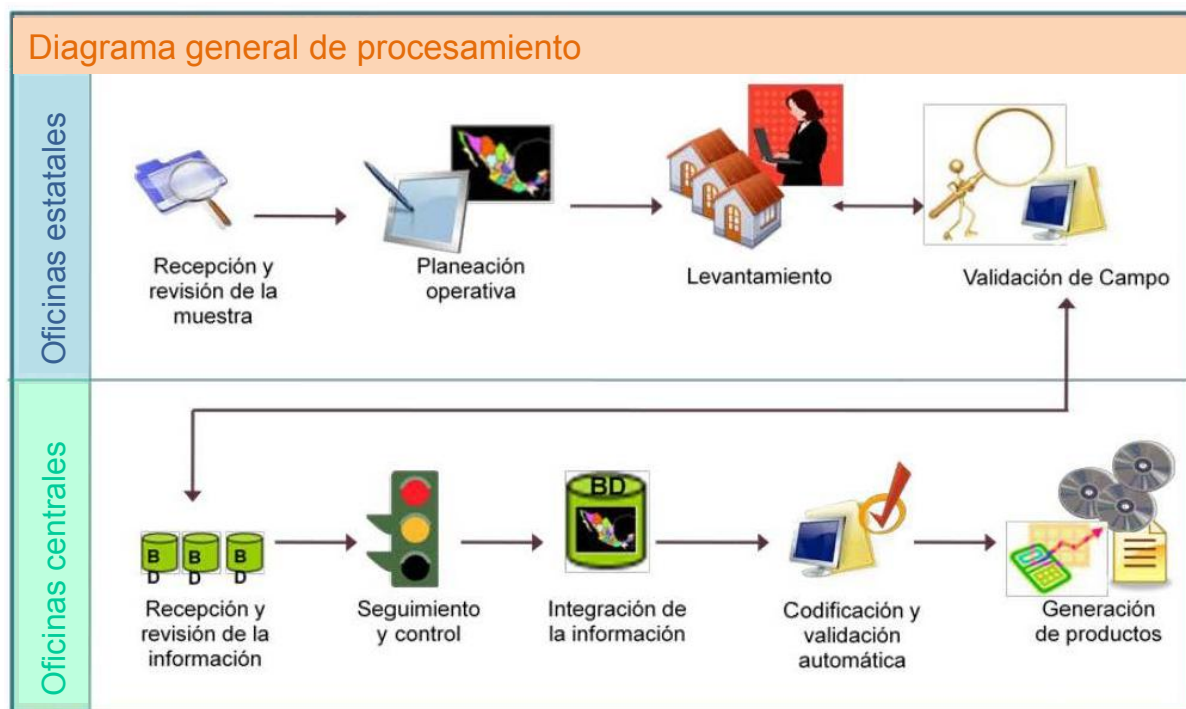 Diagrama general de procesamiento
Oficinas estatales
Recepción y
revisión de la
muestra
Planeación
operativa
Levantamiento
Validación de Campo
Oficinas centrales
B
D
B
D
B
D
Recepción y
revisión de la
información
Seguimiento
y control
BD
Integración de
la información
Codificación y
validación
automática
Generación
de productos